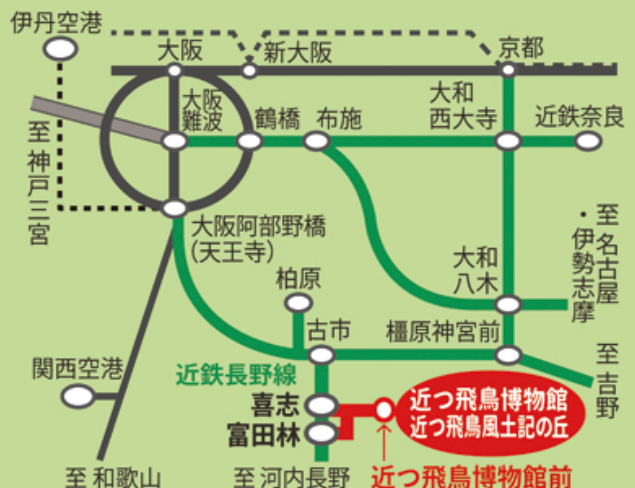 伊丹空港
大阪
新大阪
京都
大阪
難波
鶴橋
布施
大和
西大寺
近鉄奈良
至神戸三宮
大阪阿部野橋
(天王寺)
大和
八木
至名古屋
・伊勢志摩
柏原
古市
橿原神宮前
関西空港
近鉄長野線
至吉野
喜志
富田林
近つ飛鳥博物館
近つ飛鳥風土記の丘
至 和歌山
至 河内長野
近つ飛鳥博物館前